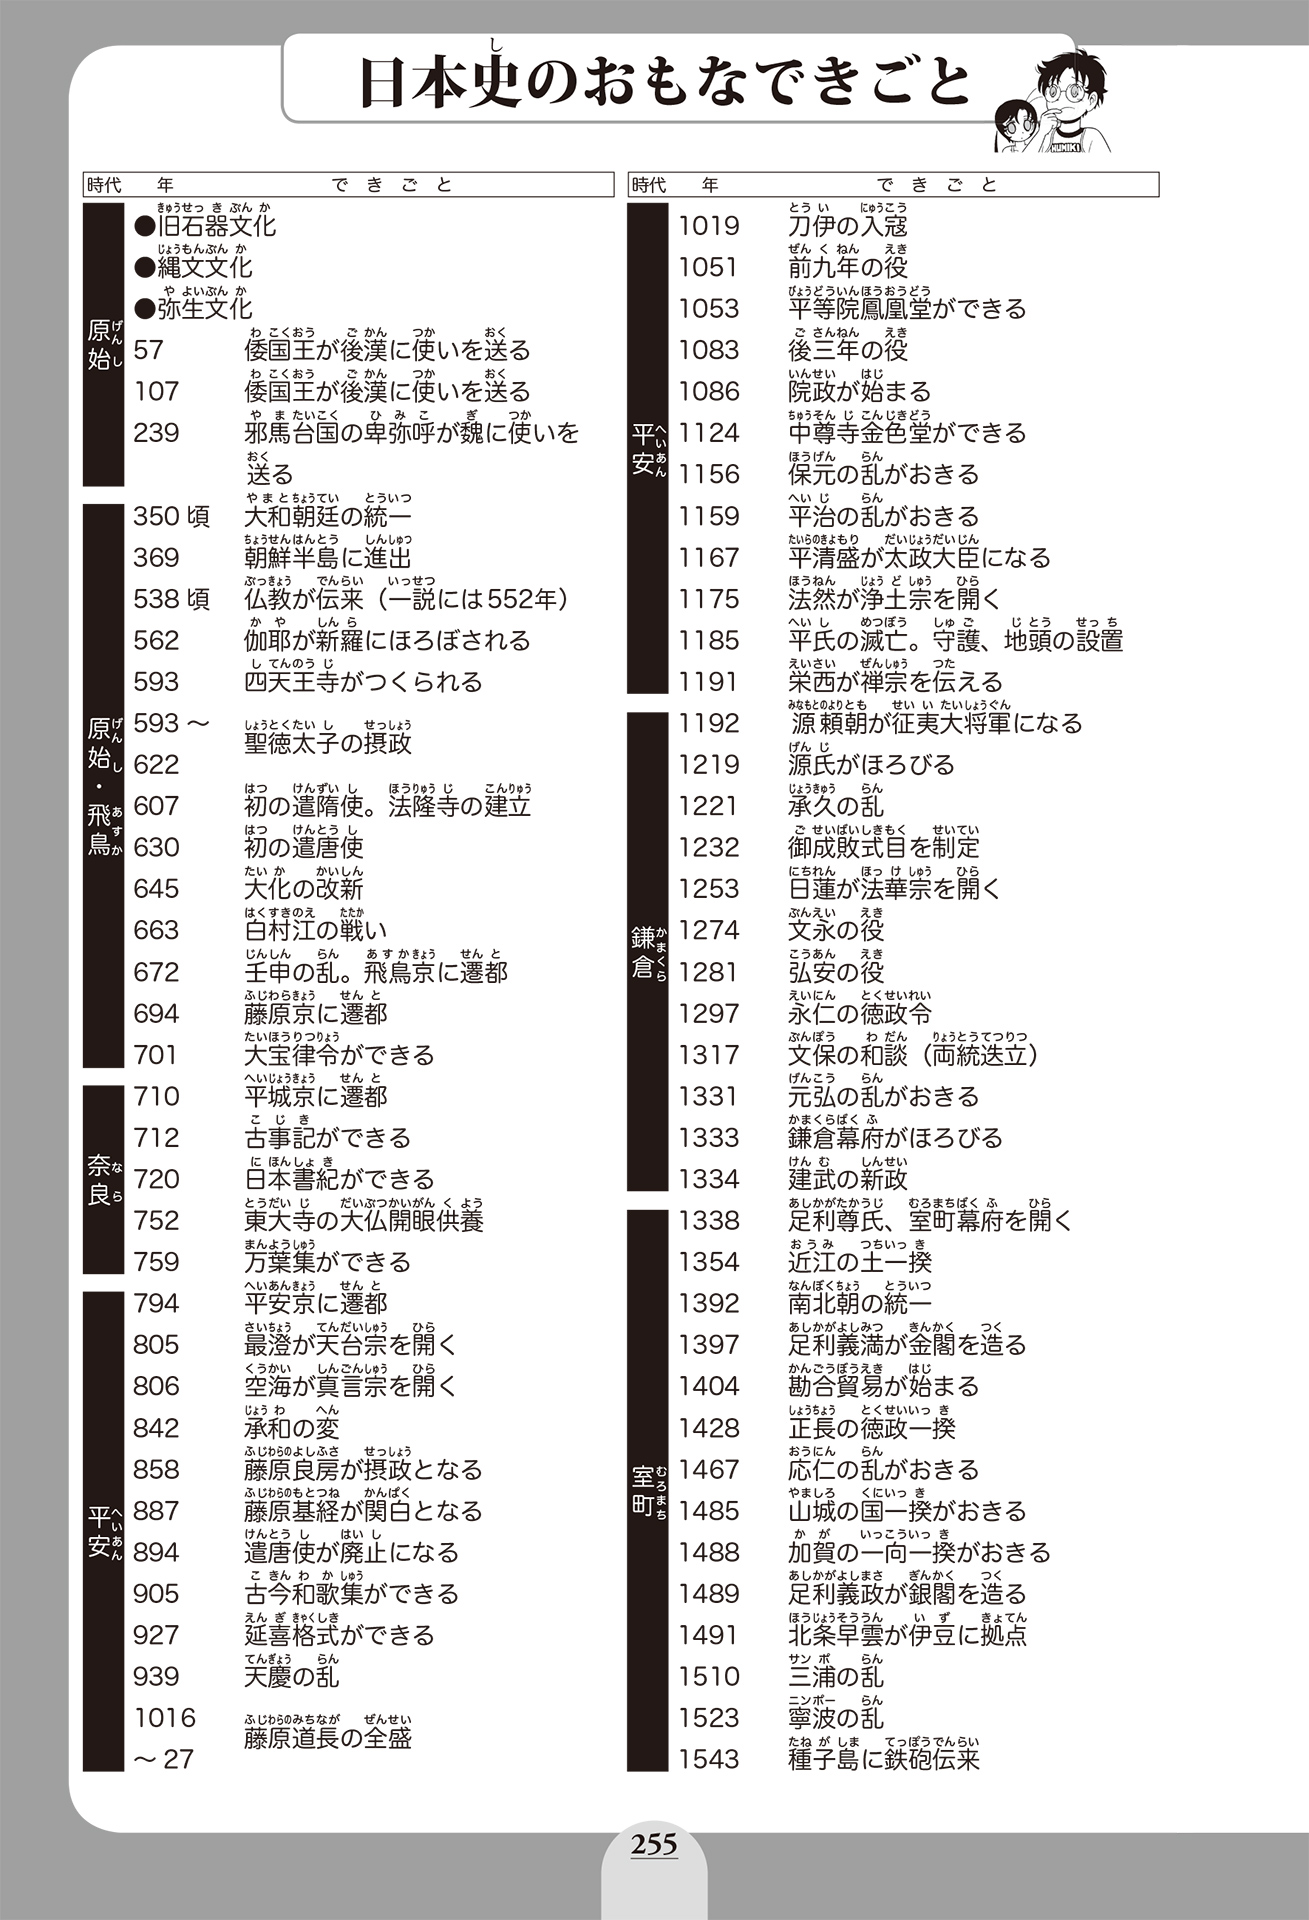 日本史のおもなできごと
時代 年 できごと
原始
●旧石器文化
●縄文文化
●弥生文化
57 倭国王が後漢に使いを送る
107 倭国王が後漢に使いを送る
239 邪馬台国の卑弥呼が魏に使いを
送る
原始・飛鳥
350頃 大和朝廷の統一
369 朝鮮半島に進出
538頃 仏教が伝来（一説には552年）
562 伽耶が新羅にほろぼされる
593 四天王寺がつくられる
593～
622 聖徳太子の摂政
607 初の遣隋使。法隆寺の建立
630 初の遣唐使
645 大化の改新
663 白村江の戦い
672 壬申の乱。飛鳥京に遷都
694 藤原京に遷都
701 大宝律令ができる
奈良
710 平城京に遷都
712 古事記ができる
720 日本書紀ができる
752 東大寺の大仏開眼供養
759 万葉集ができる
平安
794 平安京に遷都
805 最澄が天台宗を開く
806 空海が真言宗を開く
842 承和の変
858 藤原良房が摂政となる
887 藤原基経が関白となる
894 遣唐使が廃止になる
905 古今和歌集ができる
927 延喜格式ができる
939 天慶の乱
1016
～27 藤原道長の全盛
時代 年 できごと
平安
1019 刀伊の入寇
1051 前九年の役
1053 平等院鳳凰堂ができる
1083 後三年の役
1086 院政が始まる
1124 中尊寺金色堂ができる
1156 保元の乱がおきる
1159 平治の乱がおきる
1167 平清盛が太政大臣になる
1175 法然が浄土宗を開く
1185 平氏の滅亡。守護、地頭の設置
1191 栄西が禅宗を伝える
鎌倉
1192 源頼朝が征夷大将軍になる
1219 源氏がほろびる
1221 承久の乱
1232 御成敗式目を制定
1253 日蓮が法華宗を開く
1274 文永の役
1281 弘安の役
1297 永仁の徳政令
1317 文保の和談（両統迭立）
1331 元弘の乱がおきる
1333 鎌倉幕府がほろびる
1334 建武の新政
室町
1338 足利尊氏、室町幕府を開く
1354 近江の土一揆
1392 南北朝の統一
1397 足利義満が金閣を造る
1404 勘合貿易が始まる
1428 正長の徳政一揆
1467 応仁の乱がおきる
1485 山城の国一揆がおきる
1488 加賀の一向一揆がおきる
1489 足利義政が銀閣を造る
1491 北条早雲が伊豆に拠点
1510 三浦の乱
1523 寧波の乱
1543 種子島に鉄砲伝来
255